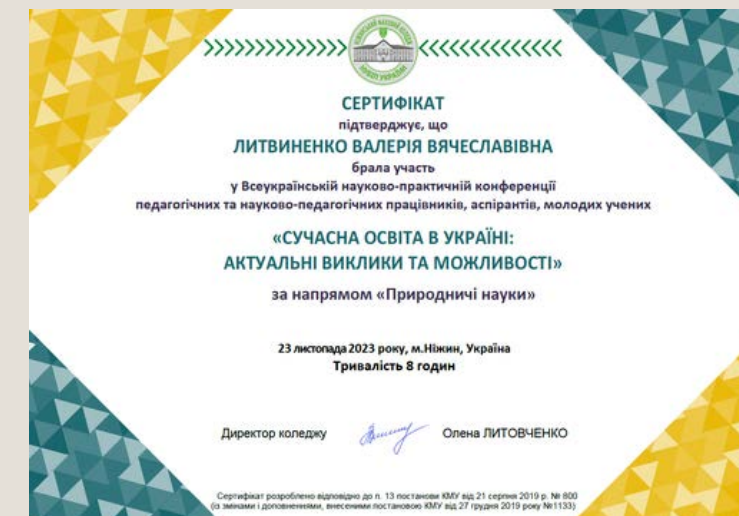 СЕРТИФІКАТ
підтверджує, що
ЛИТВИНЕНКО ВАЛЕРІЯ ВЯЧЕСЛАВІВНА
брала участь
у Всеукраїнській науково-практичній конференції
педагогічних та науково-педагогічних працівників, аспірантів, молодих учених
«СУЧАСНА ОСВІТА В УКРАЇНІ:
АКТУАЛЬНІ ВИКЛИКИ ТА МОЖЛИВОСТІ»
за напрямом «Природничі науки»
23 листопада 2023 року, м.Ніжин, Україна
Тривалість 8 годин
Директор коледжу Олена ЛИТОВЧЕНКО
Сертифікат розроблено відповідно до п. 13 постанови КМУ від 21 серпня 2019 р. № 800
(із змінами і доповненнями, внесеними постановою КМУ від 27 грудня 2019 року №1133)